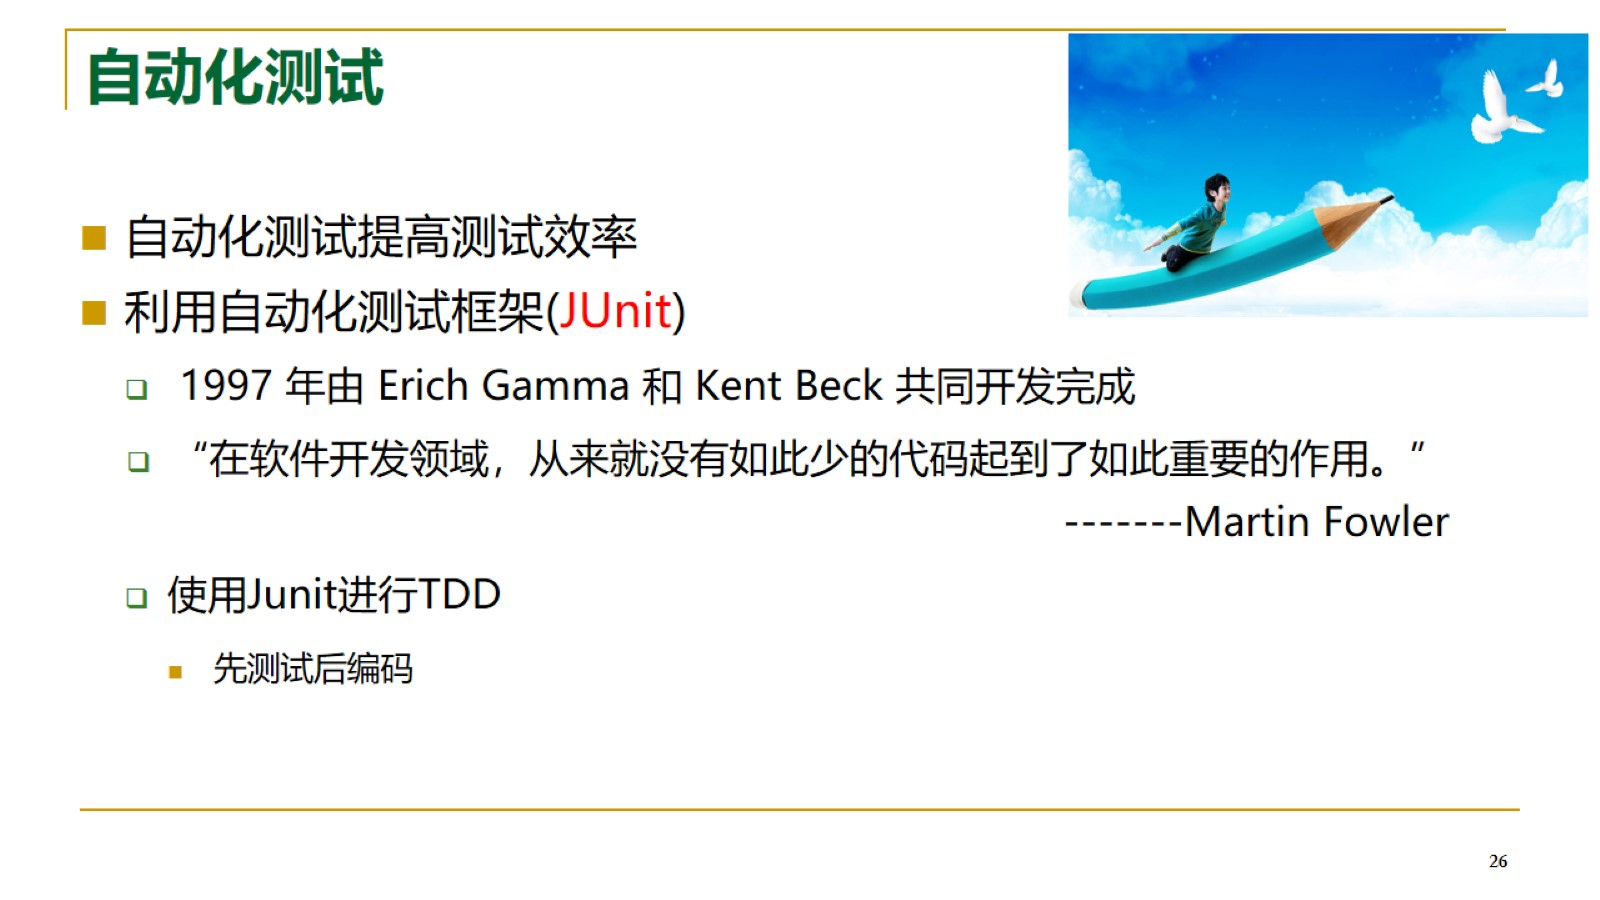 自动化测试
自动化测试提高测试效率
利用自动化测试框架(JUnit)
1997 年由 Erich Gamma 和 Kent Beck 共同开发完成
“在软件开发领域，从来就没有如此少的代码起到了如此重要的作用。”
-------Martin Fowler
使用Junit进行TDD
先测试后编码
26